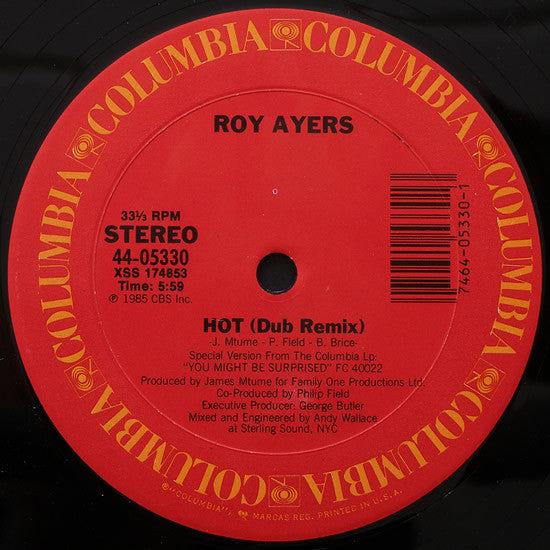 COLUMBIA COLUMBIA COLUMBIA COLUMBIA COLUMBIA COLUMBIA COLUMBIA
ROY AYERS
33⅓ RPM
STEREO
44-05330
XSS 174853
Time: 5:59
℗ 1985 CBS Inc.
7464-05330-1
HOT (Dub Remix)
-J. Mtume - P. Field - B. Brice-
Special Version From The Columbia Lp:
"YOU MIGHT BE SURPRISED" FC 40022
Produced by James Mtume for Family One Productions Ltd.
Co-Produced by Philip Field
Executive Producer: George Butler
Mixed and Engineered by Andy Wallace
at Sterling Sound, NYC
®"COLUMBIA", MARCAS REG. PRINTED IN U.S.A.